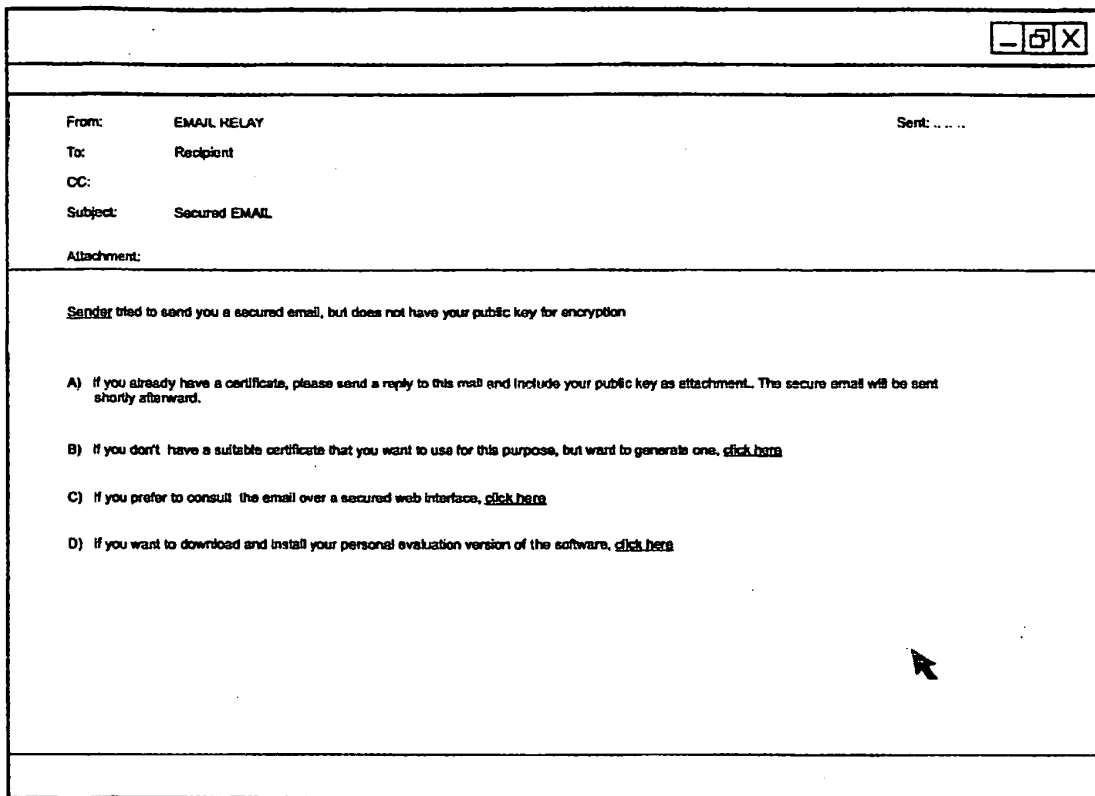 From: EMAIL RELAY Sent: .. .. ..
To: Recipient
CC:
Subject: Secured EMAIL
Attachment:
Sender tried to send you a secured email, but does not have your public key for encryption
A) If you already have a certificate, please send a reply to this mail and include your public key as attachment. The secure email will be sent
shortly afterward.
B) If you don't have a suitable certificate that you want to use for this purpose, but want to generate one, click here
C) If you prefer to consult the email over a secured web interface, click here
D) If you want to download and install your personal evaluation version of the software, click here